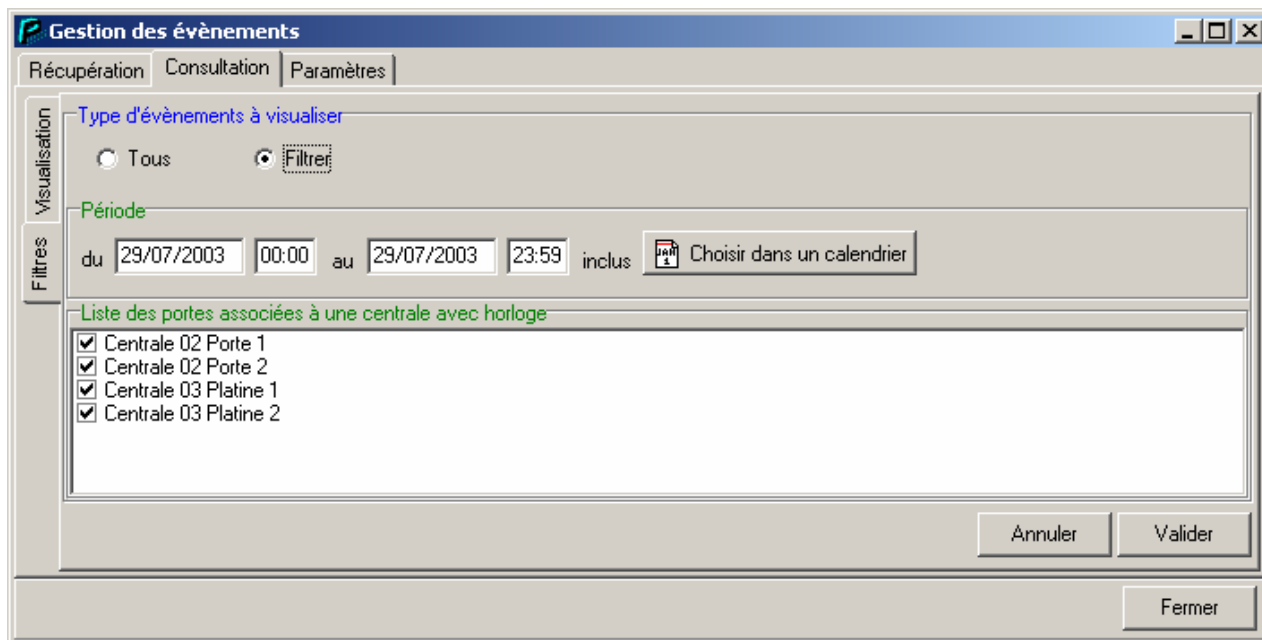 Gestion des évènements
Récupération Consultation Paramètres
Visualisation
Filtres
Type d'évènements à visualiser
Tous Filtrer
Période
du 29/07/2003 00:00 au 29/07/2003 23:59 inclus JAN 1 Choisir dans un calendrier
Liste des portes associées à une centrale avec horloge
Centrale 02 Porte 1
Centrale 02 Porte 2
Centrale 03 Platine 1
Centrale 03 Platine 2
Annuler Valider
Fermer